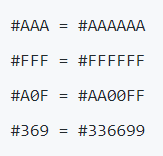 #AAA = #AAAAAA
#FFF = #FFFFFF
#A0F = #AA00FF
#369 = #336699